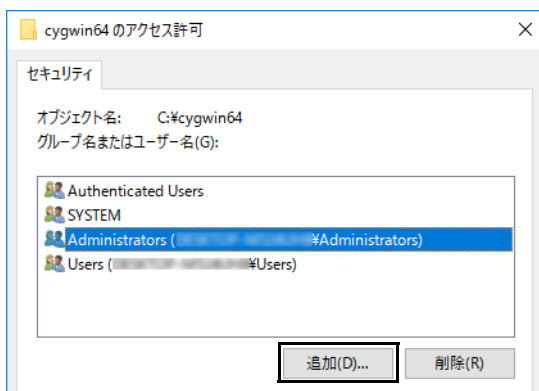 cygwin64 のアクセス許可
セキュリティ
オブジェクト名: C:¥cygwin64
グループ名またはユーザー名(G):
Authenticated Users
SYSTEM
Administrators ( ¥Administrators)
Users ( ¥Users)
追加(D)... 削除(R)